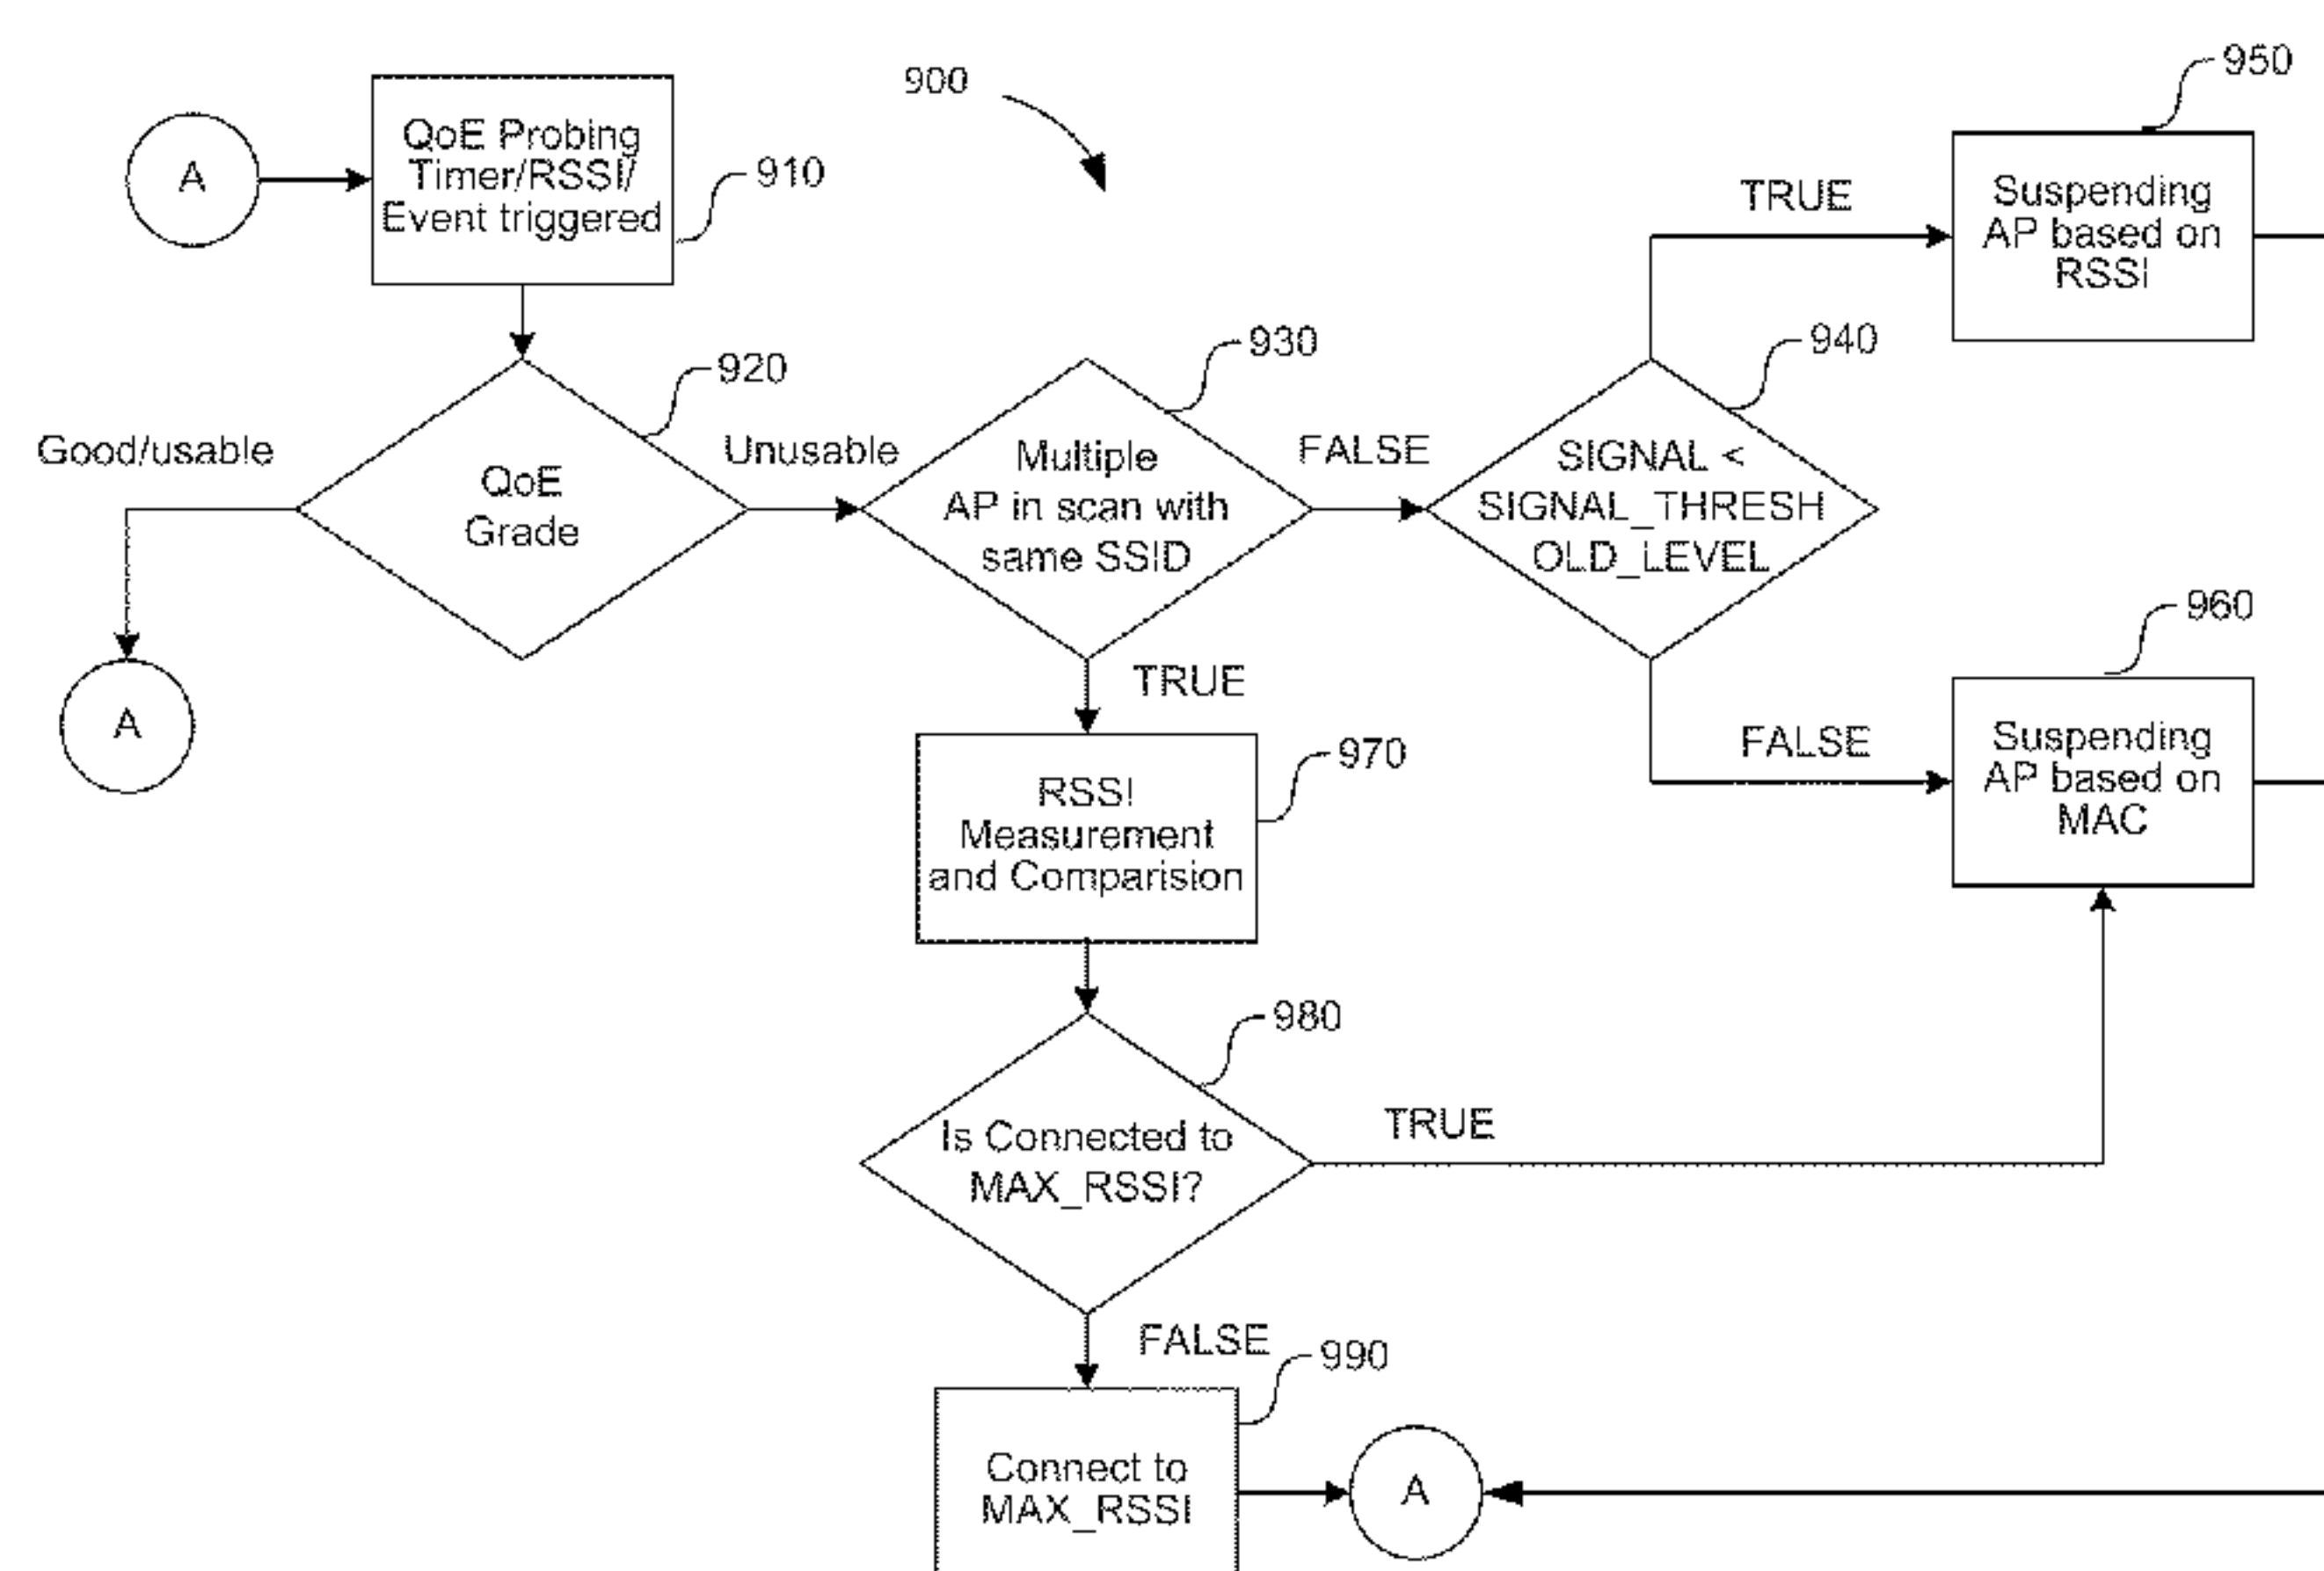 900
A
QoE Probing
Timer/RSSI/
Event triggered
910
QoE
Grade
920
Good/usable
A
Unusable
Multiple
AP in scan with
same SSID
930
FALSE
SIGNAL <
SIGNAL_THRESH
OLD_LEVEL
940
TRUE
Suspending
AP based on
RSSI
950
FALSE
Suspending
AP based on
MAC
960
TRUE
RSSI
Measurement
and Comparision
970
Is Connected to
MAX_RSSI?
980
TRUE
FALSE
Connect to
MAX_RSSI
990
A